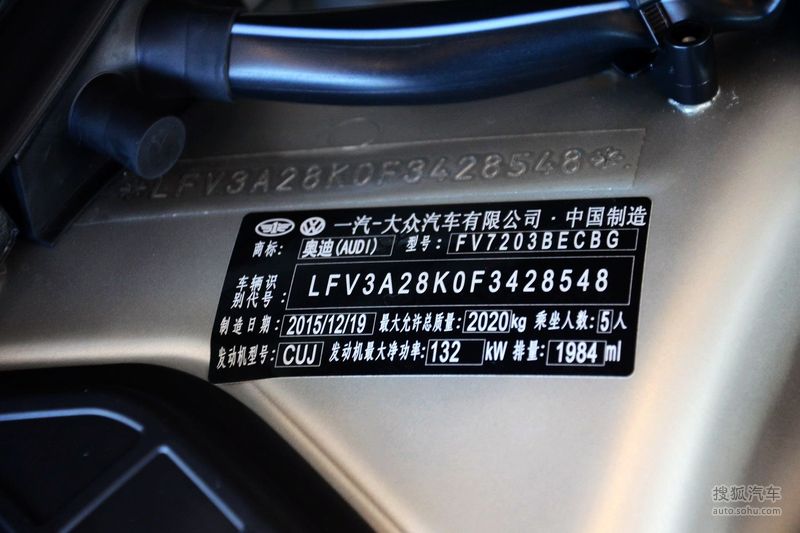 *LFV3A28K0F3428548*
一汽-大众汽车有限公司·中国制造
商标: 奥迪(AUDI) 型号: FV7203BECBG
车辆识别代号: LFV3A28K0F3428548
制造日期: 2015/12/19 最大允许总质量: 2020kg 乘坐人数: 5人
发动机型号: CUJ 发动机最大净功率: 132 kW 排量: 1984 ml
搜狐汽车
auto.sohu.com